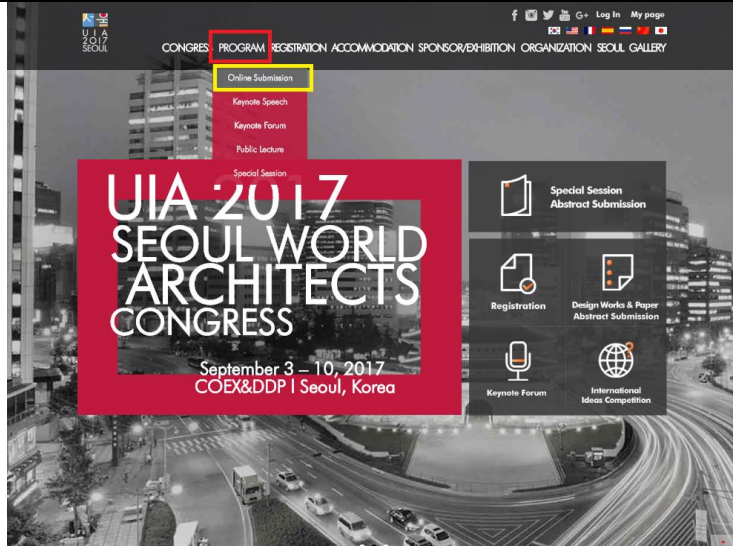 G+ Log In My page
UIA
2017
SEOUL
CONGRESS PROGRAM REGISTRATION ACCOMMODATION SPONSOR/EXHIBITION ORGANIZATION SEOUL GALLERY
Online Submission
Keynote Speech
Keynote Forum
Public Lecture
Special Session
UIA 2017
SEOUL WORLD
ARCHITECTS
CONGRESS
September 3 – 10, 2017
COEX&DDP I Seoul, Korea
Special Session
Abstract Submission
Registration
Design Works & Paper
Abstract Submission
Keynote Forum
International
Ideas Competition